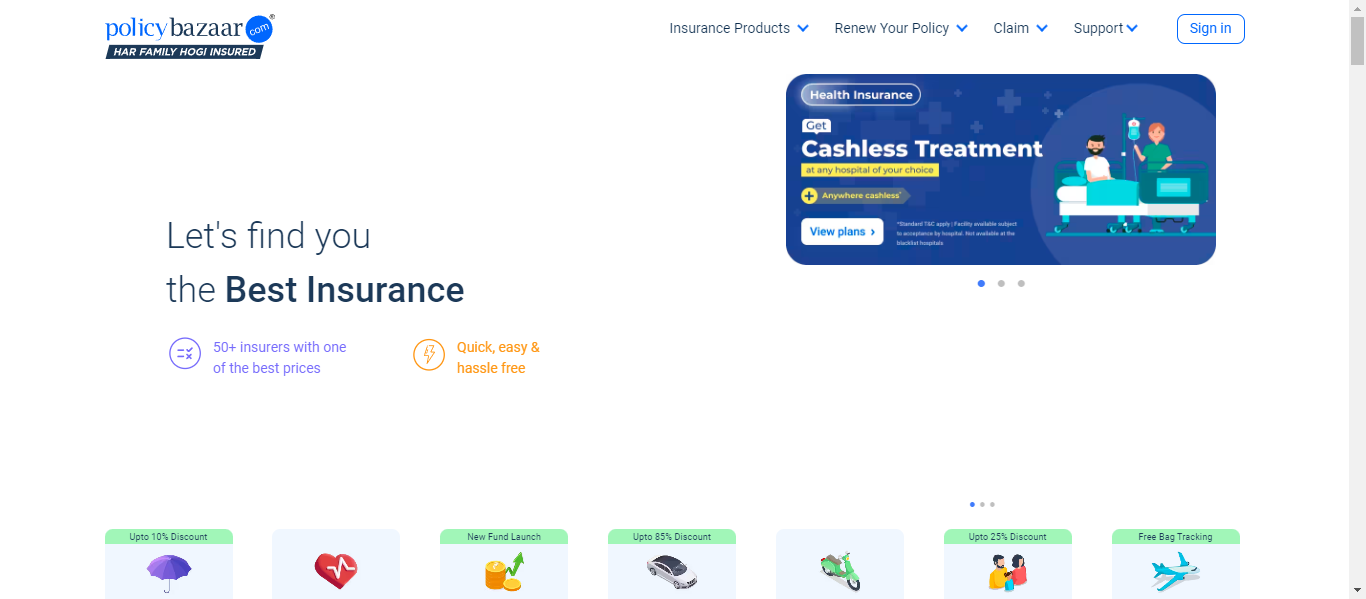 policybazaar.com®
HAR FAMILY HOGI INSURED
Insurance Products
Renew Your Policy
Claim
Support
Sign in
Health Insurance
Get
Cashless Treatment
at any hospital of your choice
Anywhere cashless*
View plans ›
*Standard T&C apply | Facility available subject
to acceptance by hospital. Not available at the
blacklist hospitals.
Let's find you
the Best Insurance
50+ insurers with one
of the best prices
Quick, easy &
hassle free
Upto 10% Discount
New Fund Launch
Upto 85% Discount
Upto 25% Discount
Free Bag Tracking